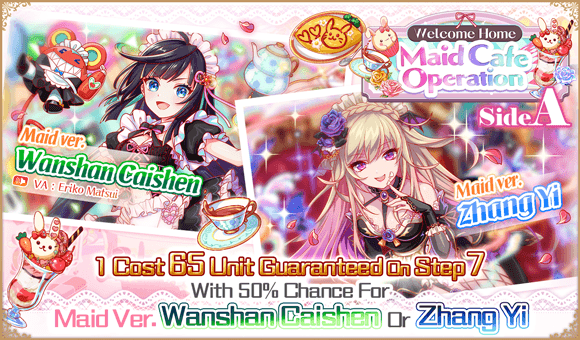 Welcome Home
Maid Cafe
Operation
Side A
Maid ver.
Wanshan Caishen
VA : Eriko Matsui
Maid ver.
Zhang Yi
1 Cost 65 Unit Guaranteed On Step 7
With 50% Chance For
Maid Ver. Wanshan Caishen Or Zhang Yi